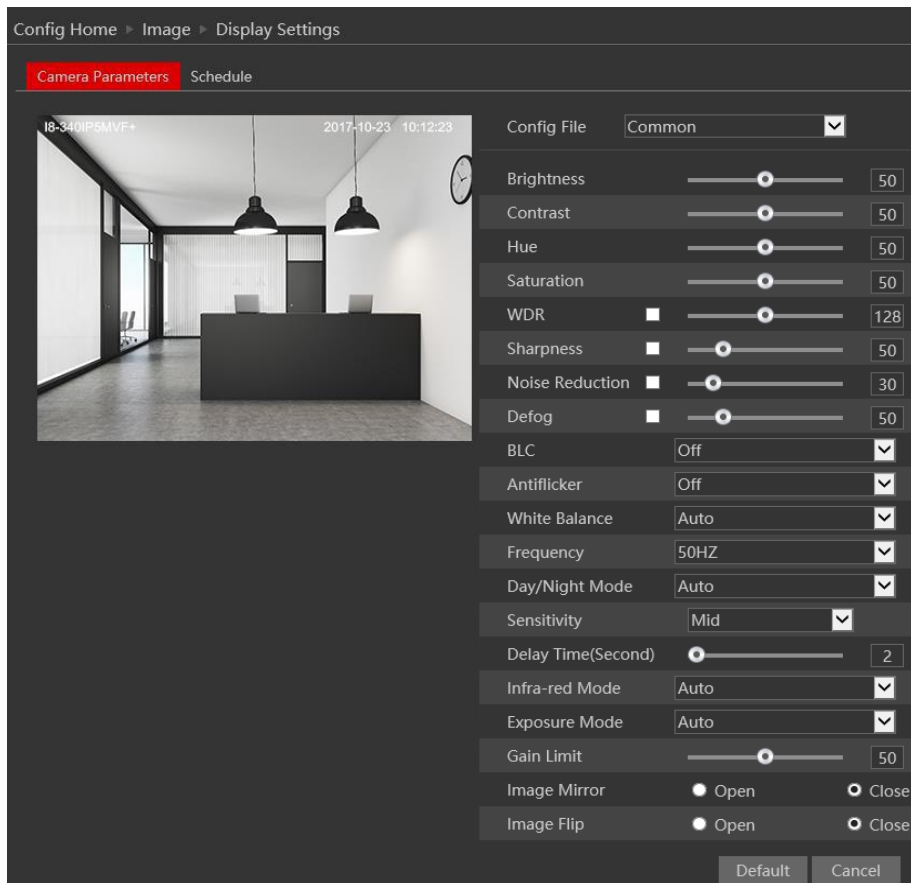 Config Home ▶ Image ▶ Display Settings
Camera Parameters Schedule
I8-340IP5MVF+ 2017-10-23 10:12:23
Config File Common
Brightness 50
Contrast 50
Hue 50
Saturation 50
WDR 128
Sharpness 50
Noise Reduction 30
Defog 50
BLC Off
Antiflicker Off
White Balance Auto
Frequency 50HZ
Day/Night Mode Auto
Sensitivity Mid
Delay Time(Second) 2
Infra-red Mode Auto
Exposure Mode Auto
Gain Limit 50
Image Mirror Open Close
Image Flip Open Close
Default Cancel